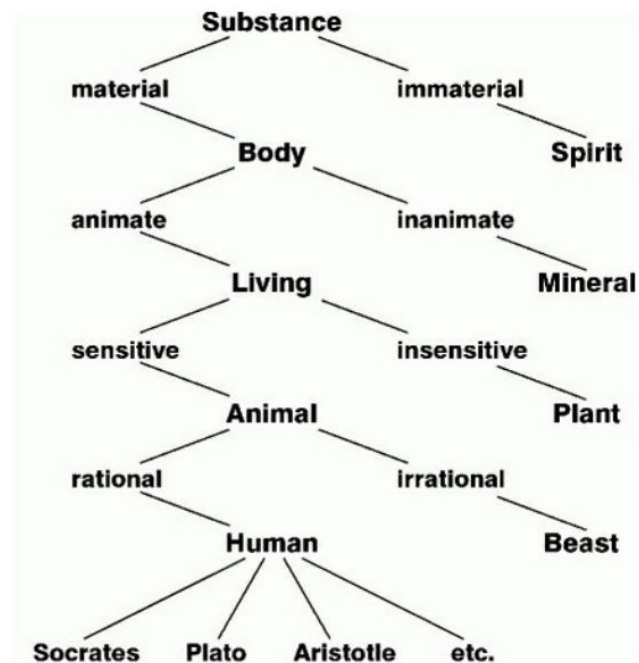 Substance
material immaterial
Body Spirit
animate inanimate
Living Mineral
sensitive insensitive
Animal Plant
rational irrational
Human Beast
Socrates Plato Aristotle etc.